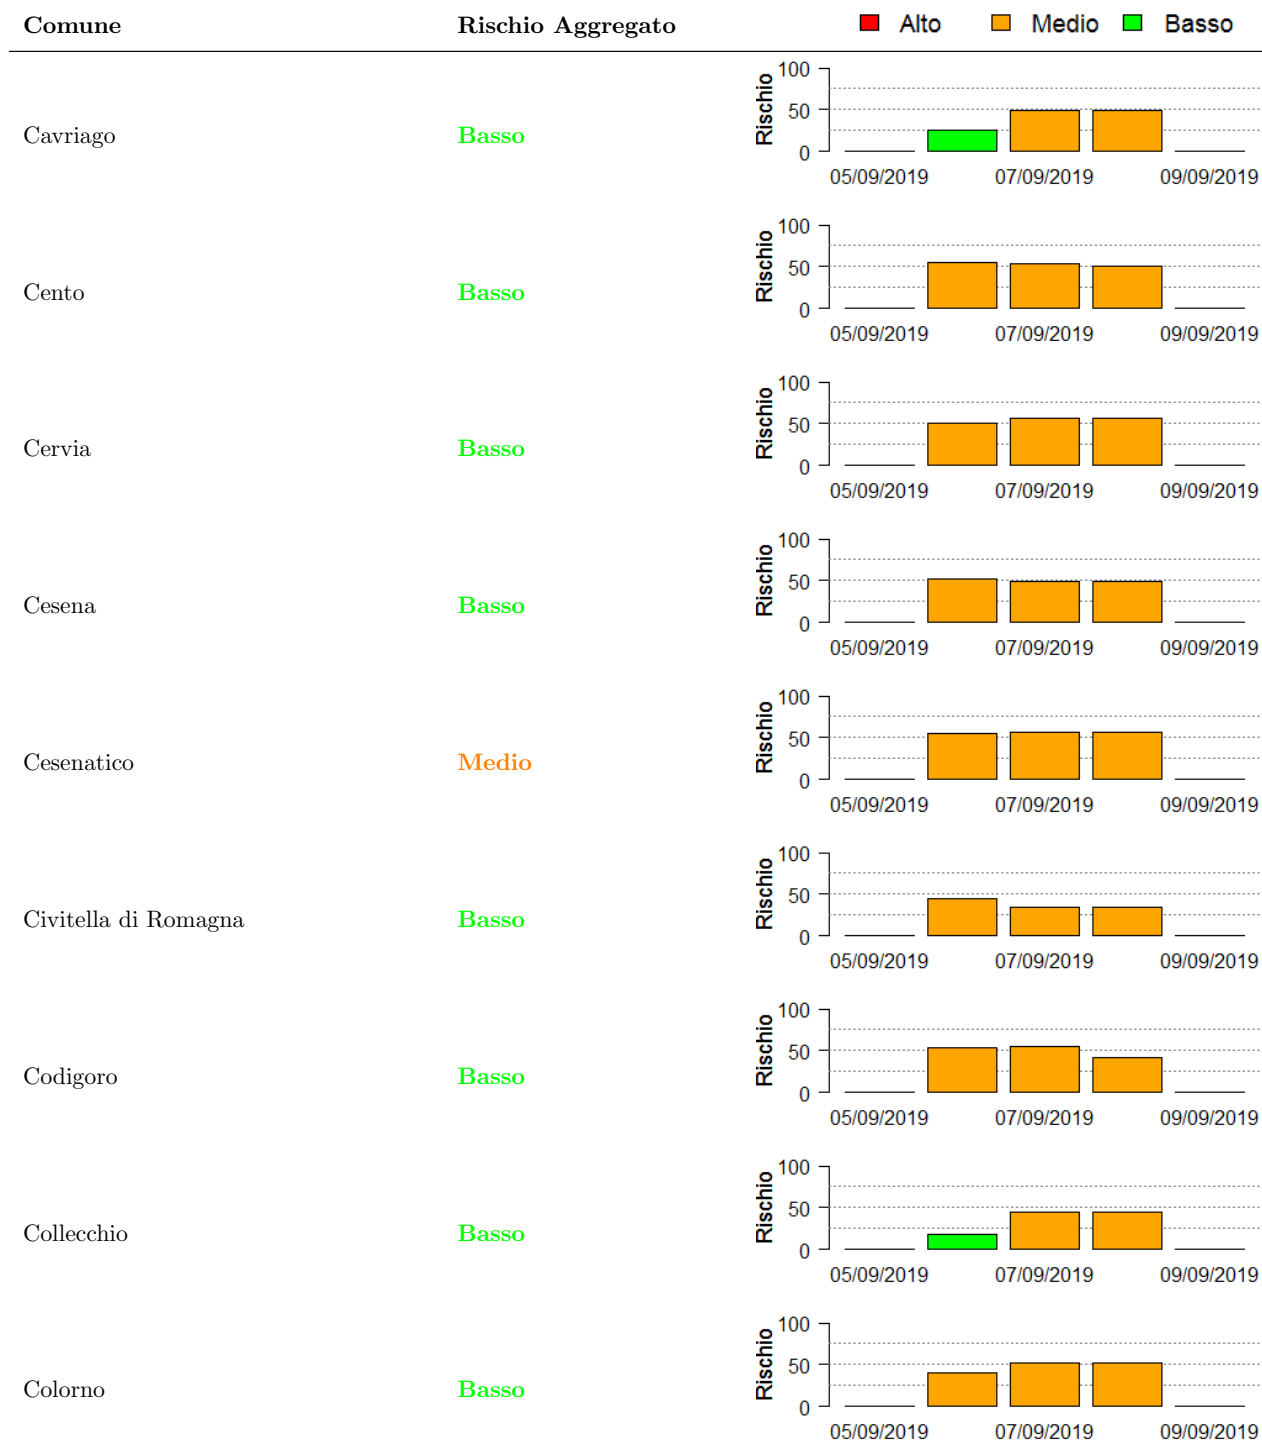 Comune Rischio Aggregato Alto Medio Basso
Cavriago Basso
Rischio
100
50
0
05/09/2019 07/09/2019 09/09/2019
Cento Basso
Rischio
100
50
0
05/09/2019 07/09/2019 09/09/2019
Cervia Basso
Rischio
100
50
0
05/09/2019 07/09/2019 09/09/2019
Cesena Basso
Rischio
100
50
0
05/09/2019 07/09/2019 09/09/2019
Cesenatico Medio
Rischio
100
50
0
05/09/2019 07/09/2019 09/09/2019
Civitella di Romagna Basso
Rischio
100
50
0
05/09/2019 07/09/2019 09/09/2019
Codigoro Basso
Rischio
100
50
0
05/09/2019 07/09/2019 09/09/2019
Collecchio Basso
Rischio
100
50
0
05/09/2019 07/09/2019 09/09/2019
Colorno Basso
Rischio
100
50
0
05/09/2019 07/09/2019 09/09/2019